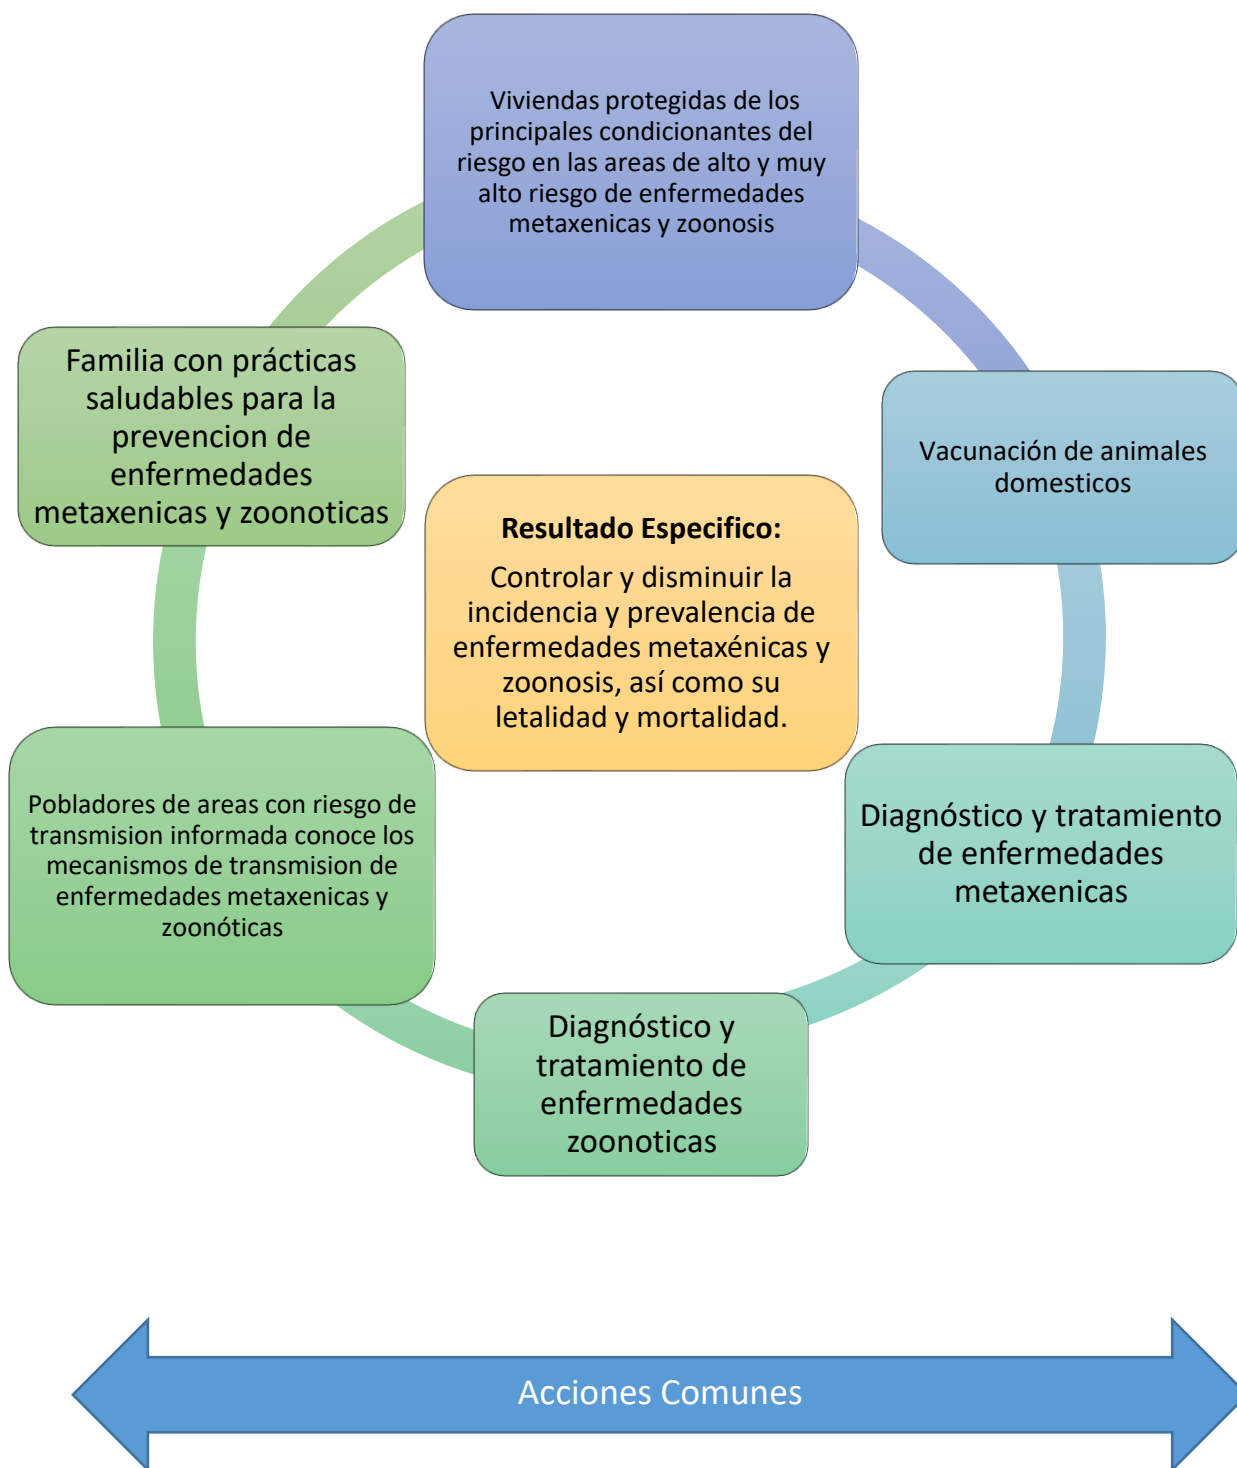 Viviendas protegidas de los
principales condicionantes del
riesgo en las areas de alto y muy
alto riesgo de enfermedades
metaxenicas y zoonosis
Familia con prácticas
saludables para la
prevencion de
enfermedades
metaxenicas y zoonoticas
Vacunación de animales
domesticos
Resultado Especifico:
Controlar y disminuir la
incidencia y prevalencia de
enfermedades metaxénicas y
zoonosis, así como su
letalidad y mortalidad.
Pobladores de areas con riesgo de
transmision informada conoce los
mecanismos de transmision de
enfermedades metaxenicas y
zoonóticas
Diagnóstico y tratamiento
de enfermedades
metaxenicas
Diagnóstico y
tratamiento de
enfermedades
zoonoticas
Acciones Comunes